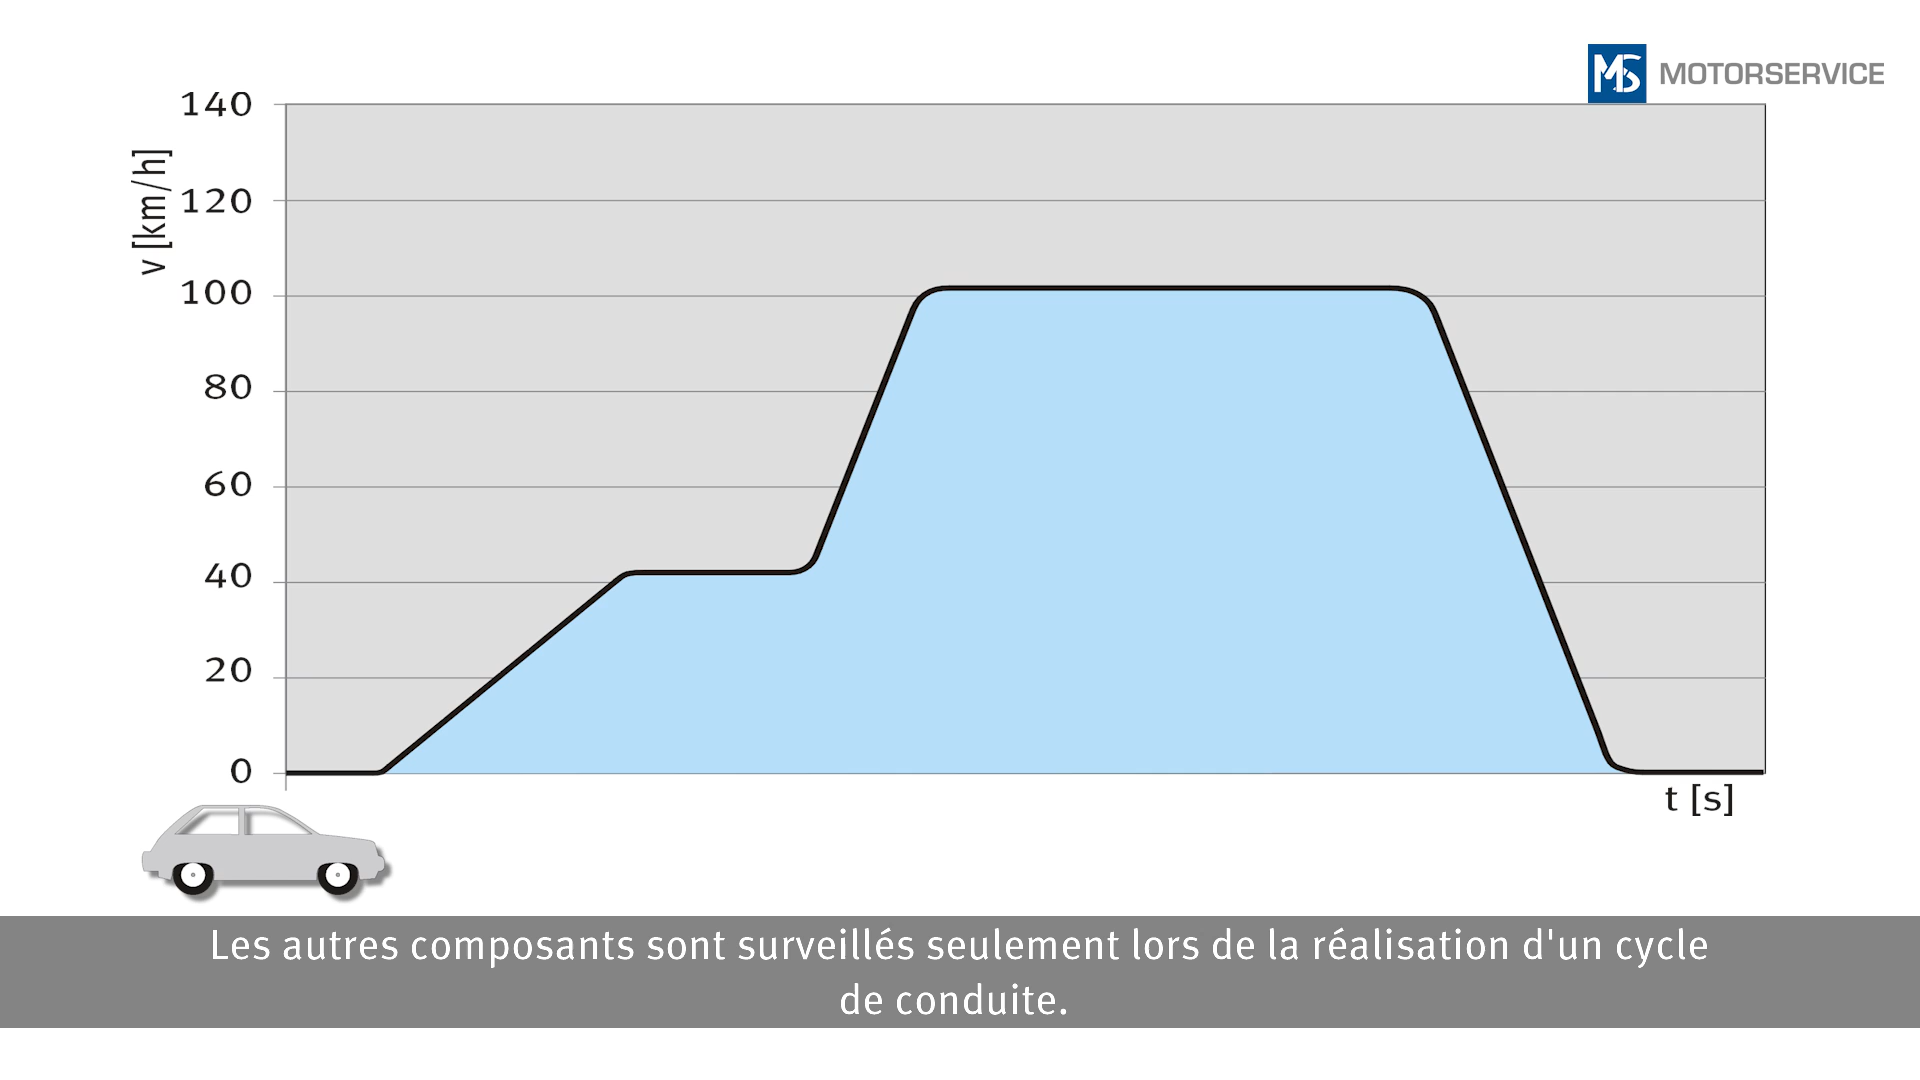 MS MOTORSERVICE
140
v [km/h]
120
100
80
60
40
20
0
t [s]
Les autres composants sont surveillés seulement lors de la réalisation d'un cycle
de conduite.